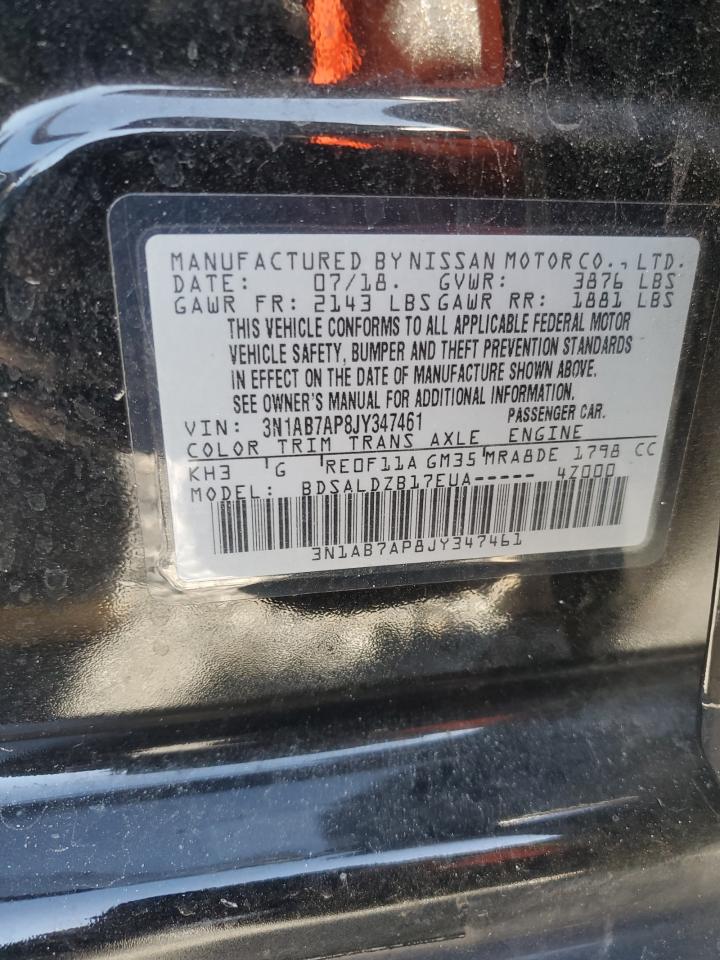 MANUFACTURED BY NISSAN MOTOR CO., LTD.
DATE: 07/18. GVWR: 3876 LBS
GAWR FR: 2143 LBS GAWR RR: 1881 LBS
THIS VEHICLE CONFORMS TO ALL APPLICABLE FEDERAL MOTOR
VEHICLE SAFETY, BUMPER AND THEFT PREVENTION STANDARDS
IN EFFECT ON THE DATE OF MANUFACTURE SHOWN ABOVE.
SEE OWNER'S MANUAL FOR ADDITIONAL INFORMATION.
VIN: 3N1AB7AP8JY347461 PASSENGER CAR.
COLOR TRIM TRANS AXLE ENGINE
KH3 G RE0F11A GM35 MRA8DE 1798 CC
MODEL: BDSALDZB17EUA----- 4Z000
3N1AB7AP8JY347461